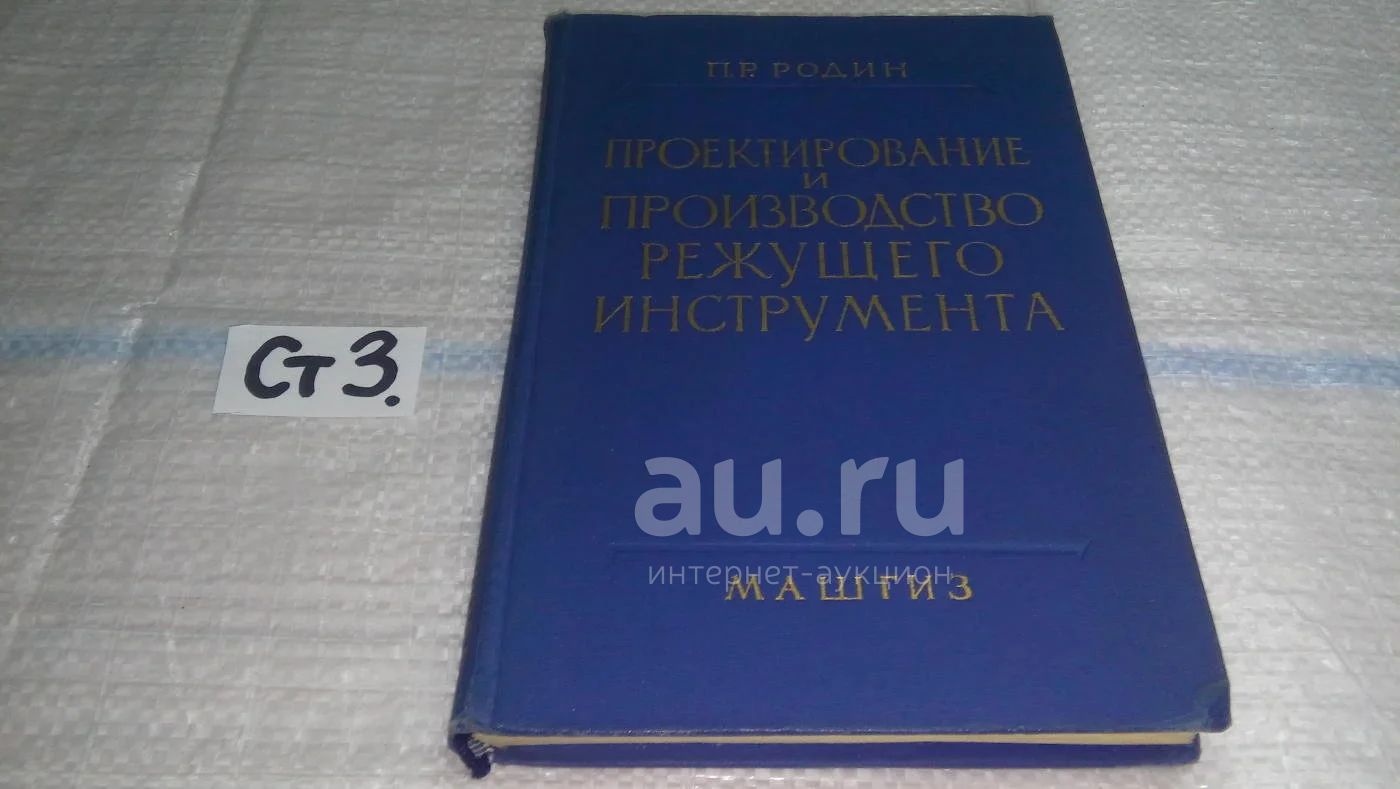 П.Р. РОДИН
ПРОЕКТИРОВАНИЕ
И
ПРОИЗВОДСТВО
РЕЖУЩЕГО
ИНСТРУМЕНТА
Ст3.
au.ru
интернет-аукцион
МАШГИЗ